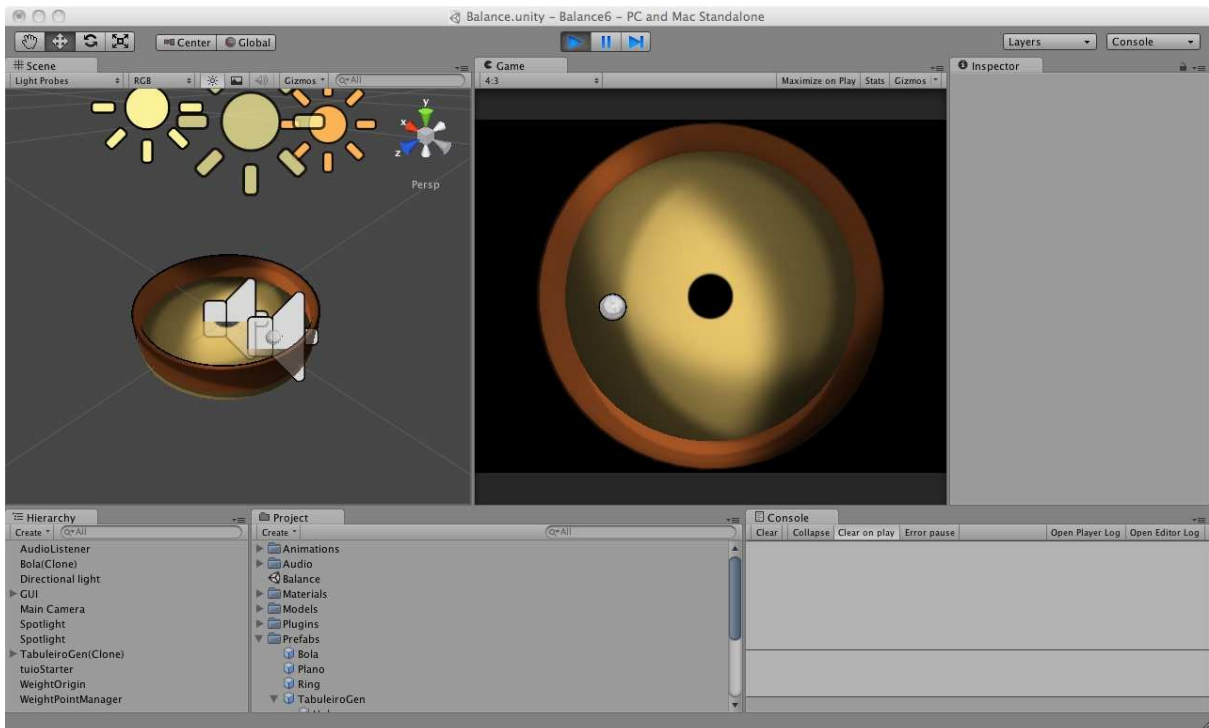 Balance.unity – Balance6 – PC and Mac Standalone
Center Global Layers Console
Scene
Light Probes RGB Gizmos All
y
x
z
Persp
Game
4:3 Maximize on Play Stats Gizmos
Inspector
Hierarchy
Create All
AudioListener
Bola(Clone)
Directional light
GUI
Main Camera
Spotlight
Spotlight
TabuleiroGen(Clone)
tuioStarter
WeightOrigin
WeightPointManager
Project
Create All
Animations
Audio
Balance
Materials
Models
Plugins
Prefabs
Bola
Plano
Ring
TabuleiroGen
Console
Clear Collapse Clear on play Error pause Open Player Log Open Editor Log